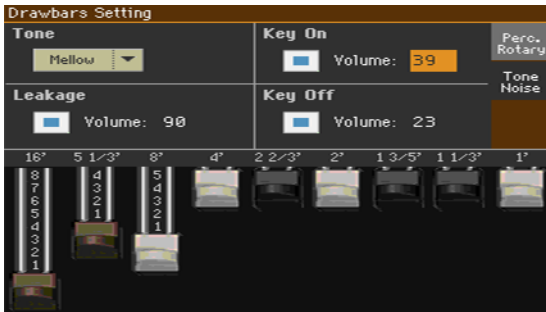 Drawbars Setting
Tone
Mellow
Key On
Volume: 39
Perc.
Rotary
Tone
Noise
Leakage
Volume: 90
Key Off
Volume: 23
16' 5 1/3' 8' 4' 2 2/3' 2' 1 3/5' 1 1/3' 1'
8 4 5
7 3 4
6 2 3
5 1 2
4 1
3
2
1